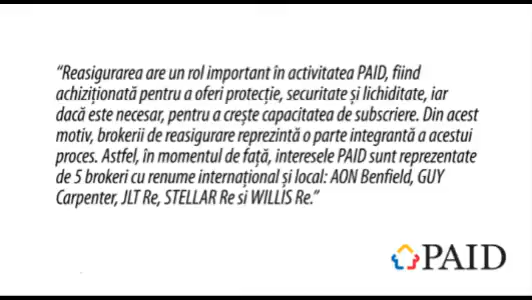 “Reasigurarea are un rol important în activitatea PAID, fiind
achiziționată pentru a oferi protecție, securitate și lichiditate, iar
dacă este necesar, pentru a crește capacitatea de subscriere. Din acest
motiv, brokerii de reasigurare reprezintă o parte integrantă a acestui
proces. Astfel, în momentul de față, interesele PAID sunt reprezentate
de 5 brokeri cu renume internațional și local: AON Benfield, GUY
Carpenter, JLT Re, STELLAR Re si WILLIS Re.”
PAID